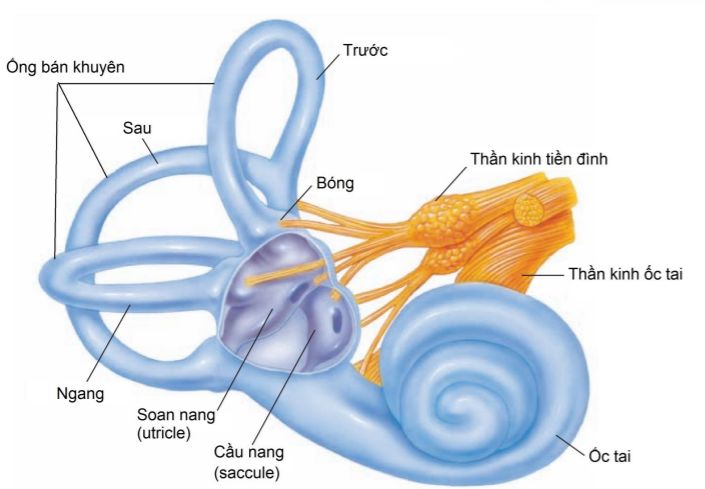 Trước
Ống bán khuyên
Sau
Thần kinh tiền đình
Bóng
Thần kinh ốc tai
Ngang
Soan nang
(utricle)
Cầu nang
(saccule)
Ốc tai